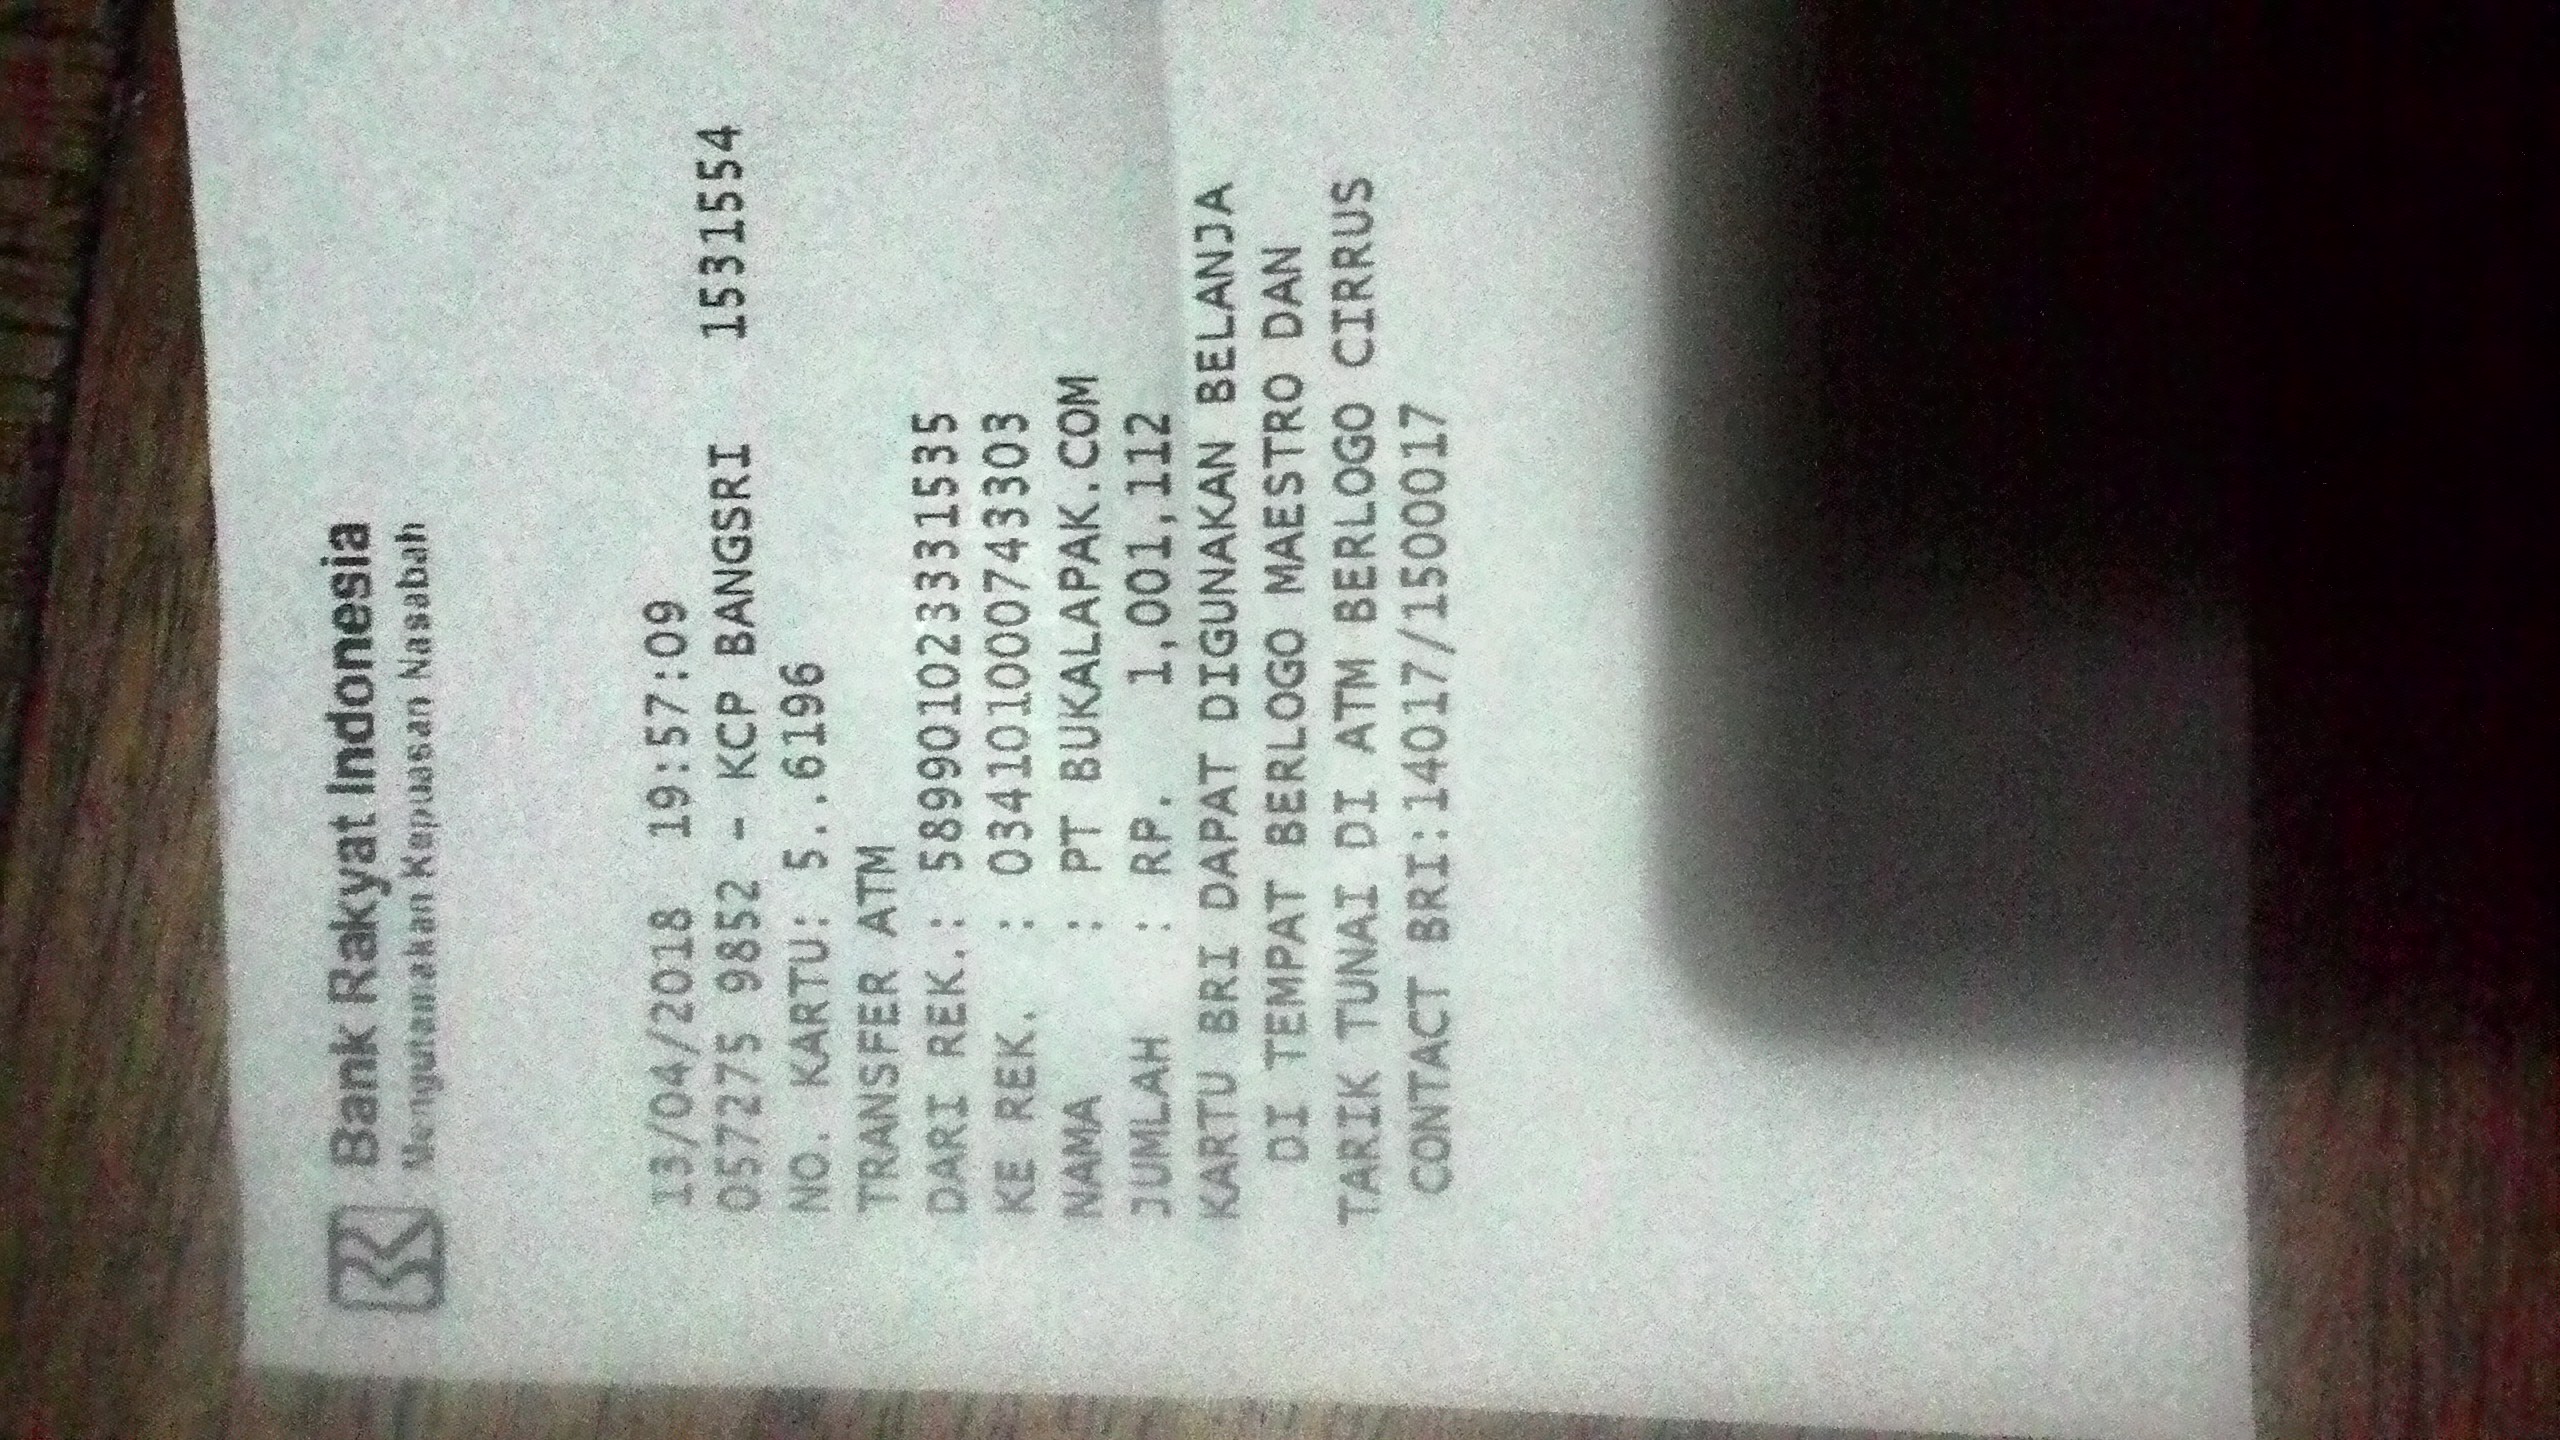 Bank Rakyat Indonesia
Mengutamakan Kepuasan Nasabah
13/04/2018 19:57:09
057275 9852 - KCP BANGSRI 1531554
NO. KARTU: 5..6196
TRANSFER ATM
DARI REK.: 589901023331535
KE REK. : 034101000743303
NAMA : PT BUKALAPAK.COM
JUMLAH : RP. 1,001,112
KARTU BRI DAPAT DIGUNAKAN BELANJA
DI TEMPAT BERLOGO MAESTRO DAN
TARIK TUNAI DI ATM BERLOGO CIRRUS
CONTACT BRI:14017/1500017